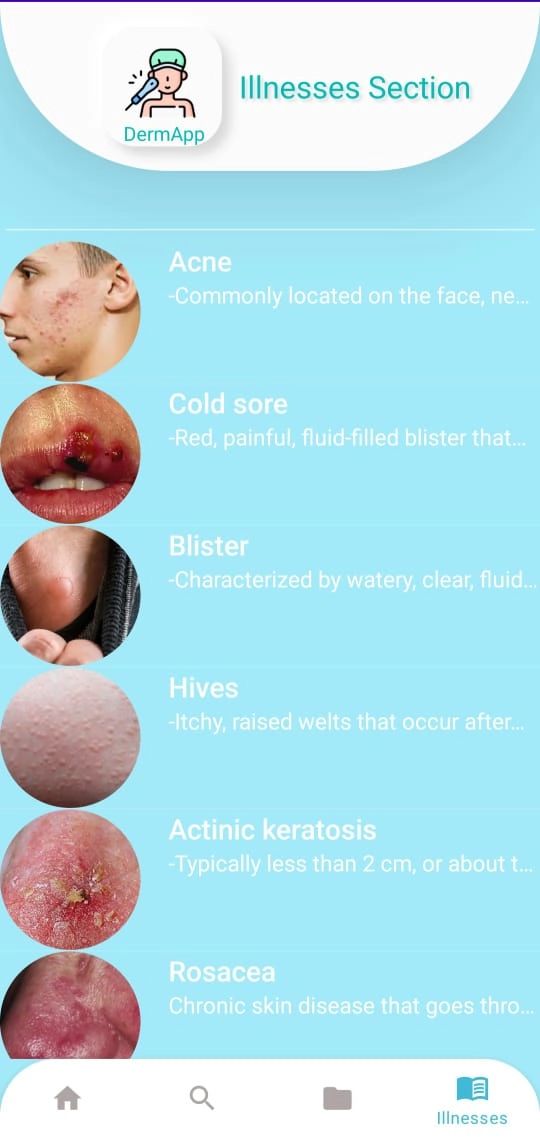 DermApp
Illnesses Section
Acne
-Commonly located on the face, ne...
Cold sore
-Red, painful, fluid-filled blister that...
Blister
-Characterized by watery, clear, fluid...
Hives
-Itchy, raised welts that occur after...
Actinic keratosis
-Typically less than 2 cm, or about t...
Rosacea
Chronic skin disease that goes thro...
Illnesses